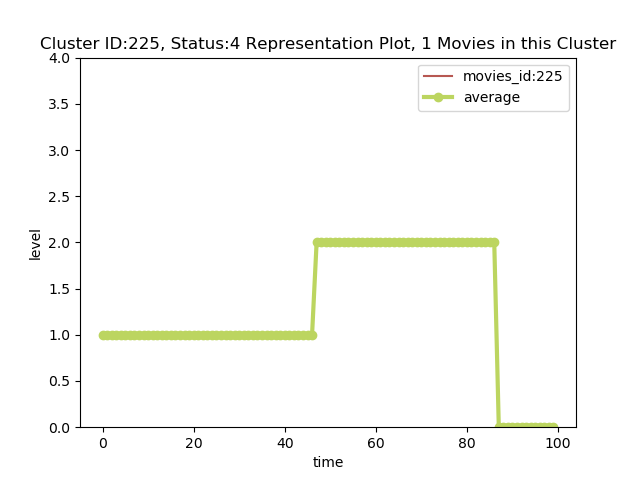 Cluster ID:225, Status:4 Representation Plot, 1 Movies in this Cluster
movies_id:225
average
4.0
3.5
3.0
2.5
2.0
1.5
1.0
0.5
0.0
level
0 20 40 60 80 100
time